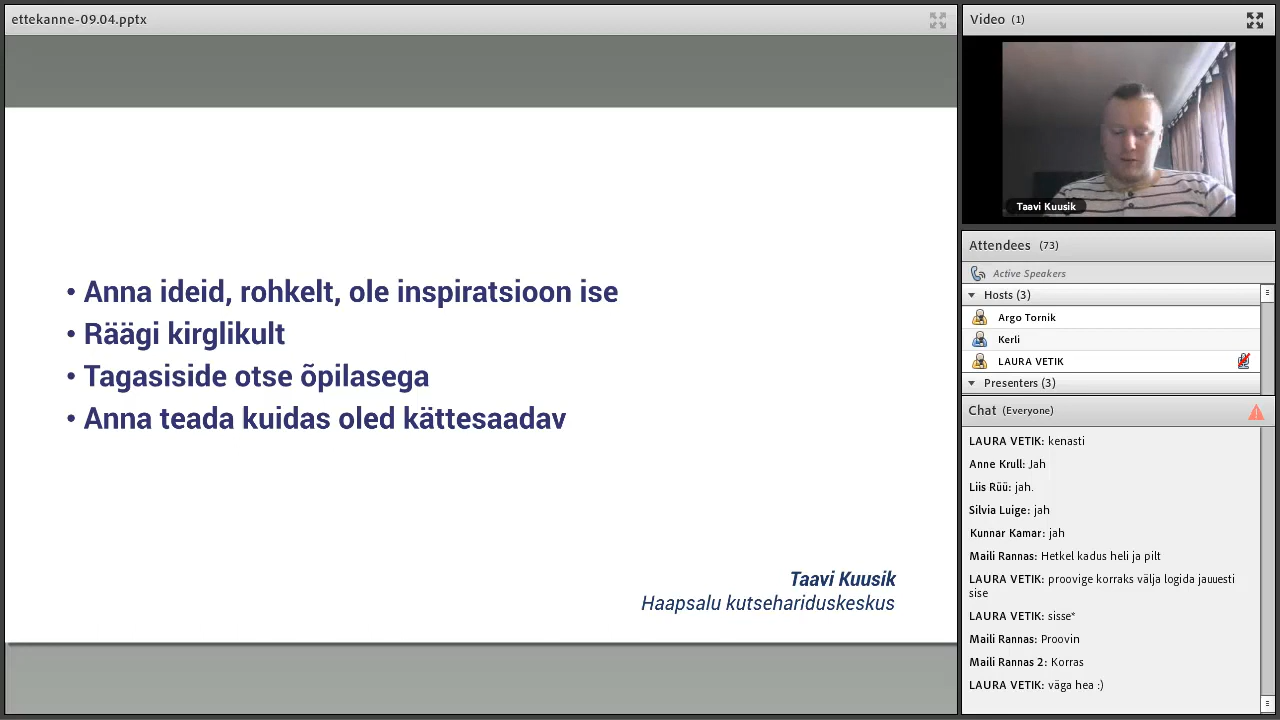 ettekanne-09.04.pptx
• Anna ideid, rohkelt, ole inspiratsioon ise
• Räägi kirglikult
• Tagasiside otse õpilasega
• Anna teada kuidas oled kättesaadav
Taavi Kuusik
Haapsalu kutsehariduskeskus
Video (1)
Taavi Kuusik
Attendees (73)
Active Speakers
Hosts (3)
Argo Tornik
Kerli
LAURA VETIK
Presenters (3)
Chat (Everyone)
LAURA VETIK: kenasti
Anne Krull: Jah
Liis Rüü: jah.
Silvia Luige: jah
Kunnar Kamar: jah
Maili Rannas: Hetkel kadus heli ja pilt
LAURA VETIK: proovige korraks välja logida jauuesti
sise
LAURA VETIK: sisse*
Maili Rannas: Proovin
Maili Rannas 2: Korras
LAURA VETIK: väga hea :)